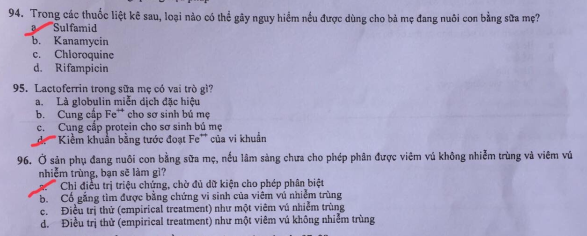 94. Trong các thuốc liệt kê sau, loại nào có thể gây nguy hiểm nếu được dùng cho bà mẹ đang nuôi con bằng sữa mẹ?
a. Sulfamid
b. Kanamycin
c. Chloroquine
d. Rifampicin
95. Lactoferrin trong sữa mẹ có vai trò gì?
a. Là globulin miễn dịch đặc hiệu
b. Cung cấp Fe++ cho sơ sinh bú mẹ
c. Cung cấp protein cho sơ sinh bú mẹ
d. Kiềm khuẩn bằng tước đoạt Fe++ của vi khuẩn
96. Ở sản phụ đang nuôi con bằng sữa mẹ, nếu lâm sàng chưa cho phép phân được viêm vú không nhiễm trùng và viêm vú
nhiễm trùng, bạn sẽ làm gì?
a. Chỉ điều trị triệu chứng, chờ đủ dữ kiện cho phép phân biệt
b. Cố gắng tìm được bằng chứng vi sinh của viêm vú nhiễm trùng
c. Điều trị thử (empirical treatment) như một viêm vú nhiễm trùng
d. Điều trị thử (empirical treatment) như một viêm vú không nhiễm trùng